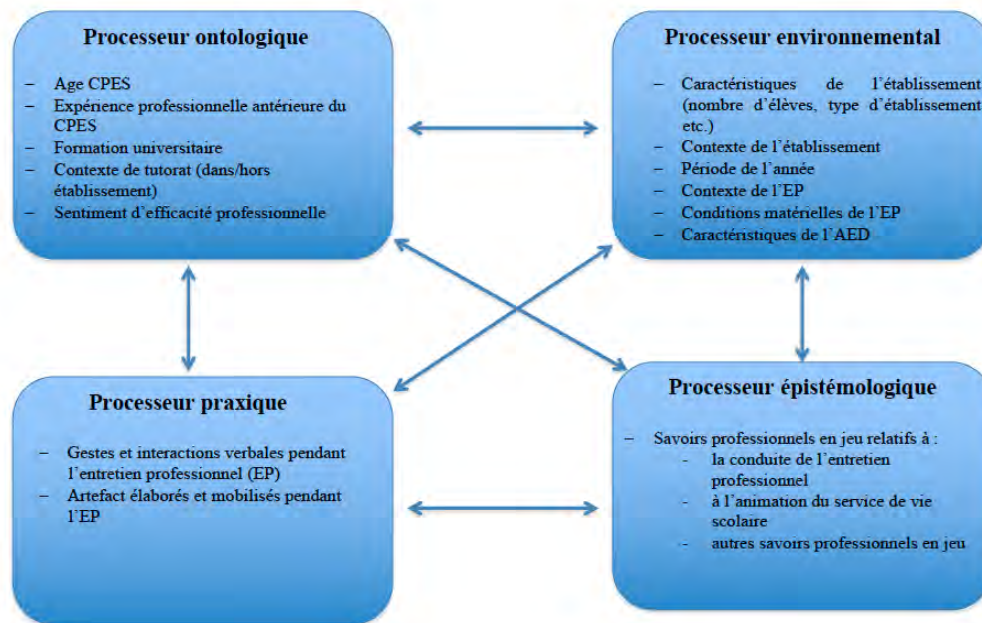 Processeur ontologique
– Age CPES
– Expérience professionnelle antérieure du
CPES
– Formation universitaire
– Contexte de tutorat (dans/hors
établissement)
– Sentiment d'efficacité professionnelle
Processeur environnemental
– Caractéristiques de l'établissement
(nombre d'élèves, type d'établissement
etc.)
– Contexte de l'établissement
– Période de l'année
– Contexte de l'EP
– Conditions matérielles de l'EP
– Caractéristiques de l'AED
Processeur praxique
– Gestes et interactions verbales pendant
l'entretien professionnel (EP)
– Artefact élaborés et mobilisés pendant
l'EP
Processeur épistémologique
– Savoirs professionnels en jeu relatifs à :
- la conduite de l'entretien
professionnel
- à l'animation du service de vie
scolaire
- autres savoirs professionnels en jeu